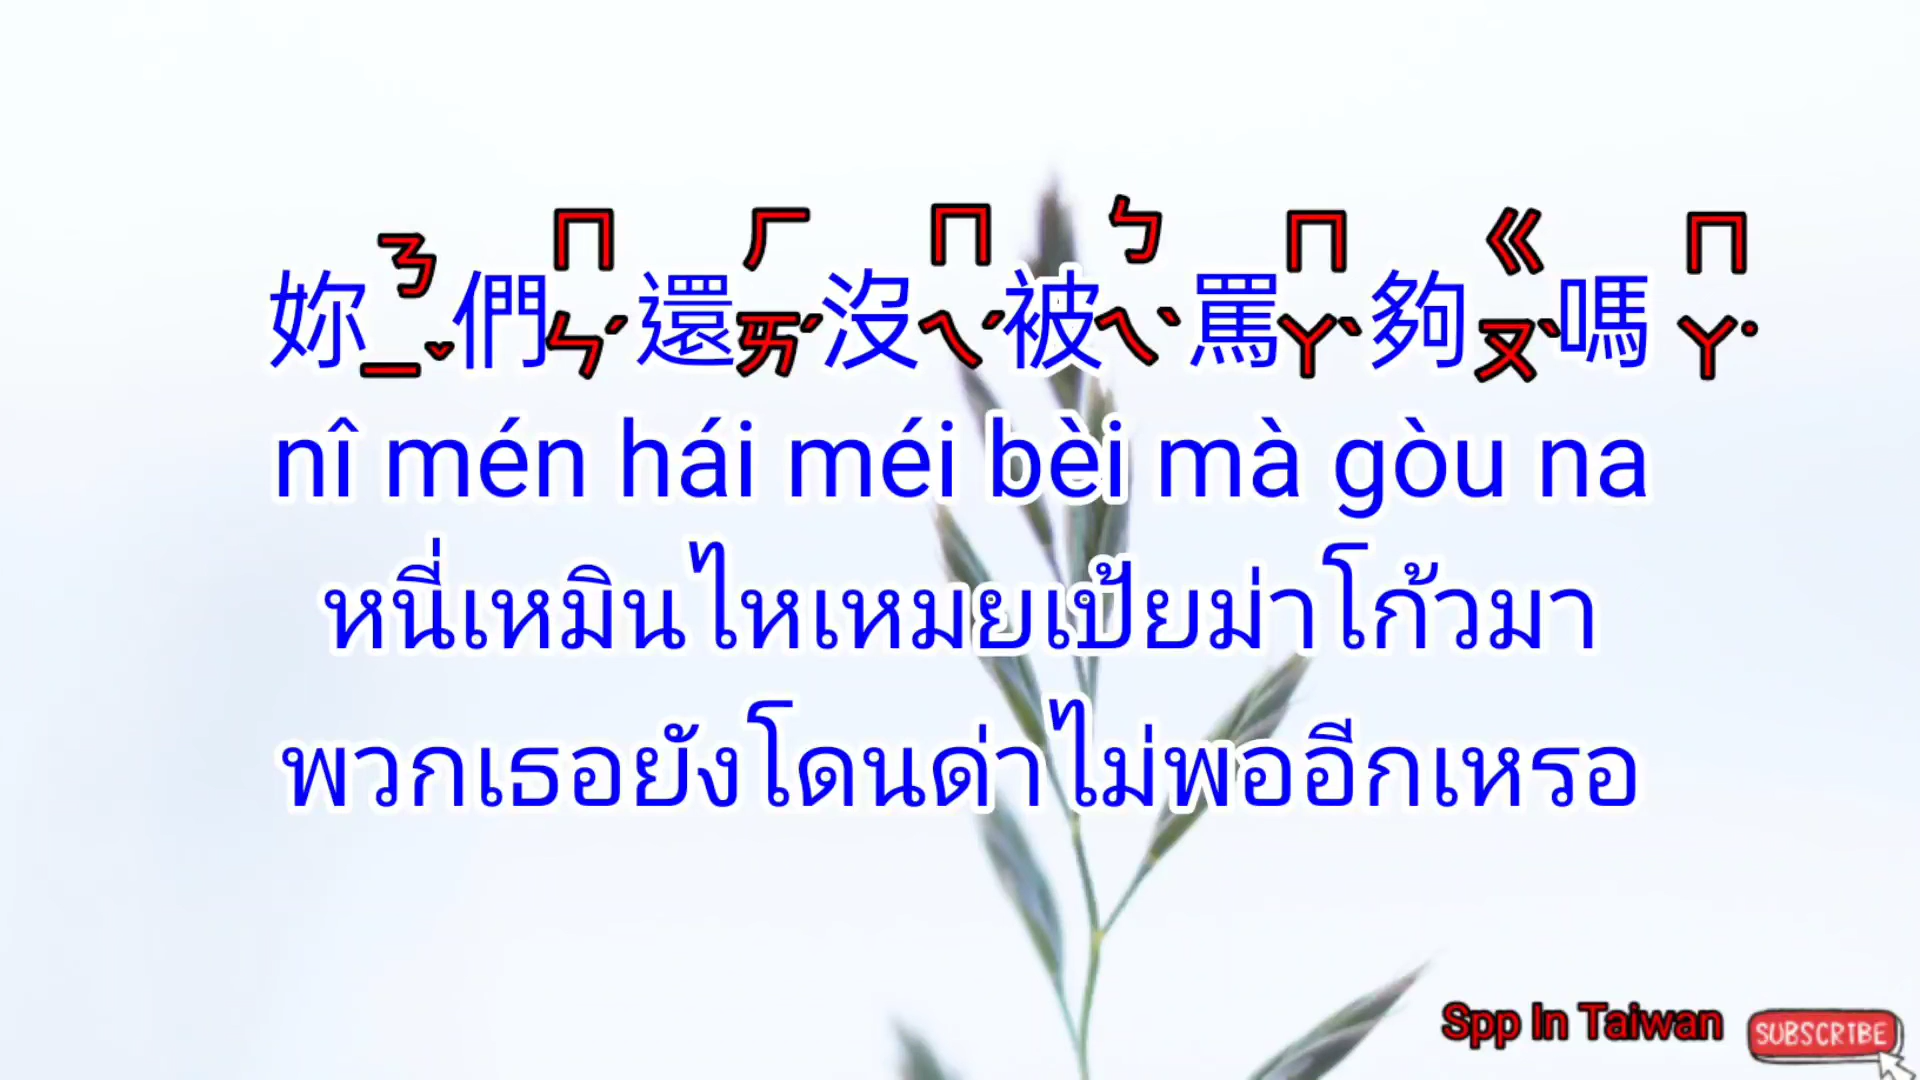 妳ㄋㄧˇ們ㄇㄣˊ還ㄏㄞˊ沒ㄇㄟˊ被ㄅㄟˋ罵ㄇㄚˋ夠ㄍㄡˋ嗎ㄇㄚ˙
nî mén hái méi bèi mà gòu na
หนี่เหมินไหเหมยเป้ยม่าโก้วมา
พวกเธอยังโดนด่าไม่พออีกเหรอ
Spp In Taiwan
SUBSCRIBE